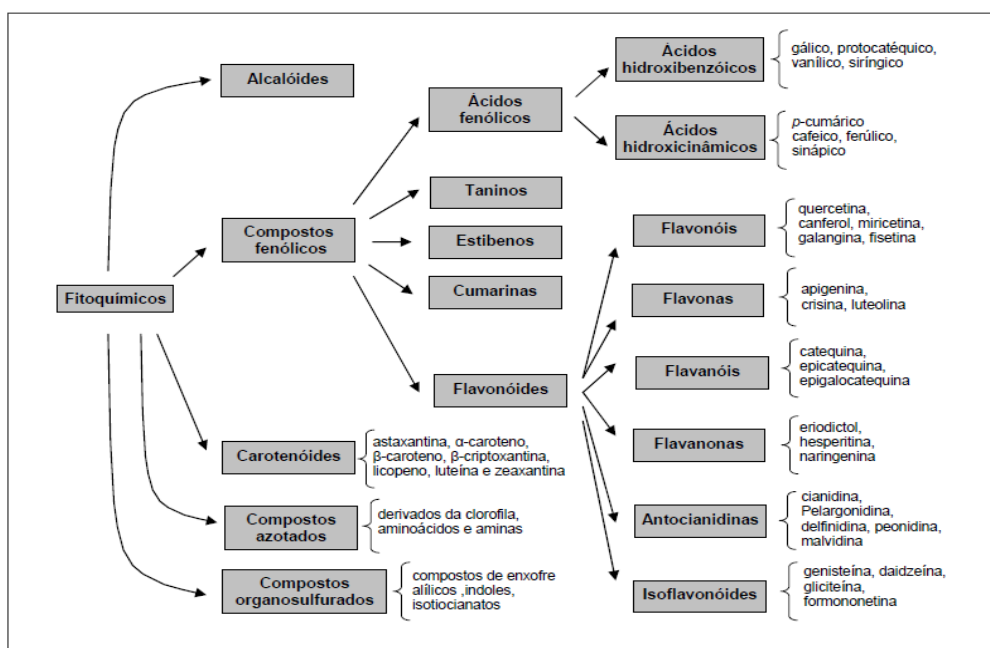 Alcalóides
Ácidos
fenólicos
Ácidos
hidroxibenzóicos
gálico, protocatéquico,
vanílico, siríngico
Ácidos
hidroxicinâmicos
p-cumárico
cafeico, ferúlico,
sinápico
Fitoquímicos
Compostos
fenólicos
Taninos
Estibenos
Cumarinas
Flavonóides
Flavonóis
quercetina,
canferol, miricetina,
galangina, fisetina
Flavonas
apigenina,
crisina, luteolina
Flavanóis
catequina,
epicatequina,
epigalocatequina
Flavanonas
eriodictol,
hesperitina,
naringenina
Antocianidinas
cianidina,
Pelargonidina,
delfinidina, peonidina,
malvidina
Isoflavonóides
genisteína, daidzeína,
gliciteína,
formononetina
Carotenóides
astaxantina, α-caroteno,
β-caroteno, β-criptoxantina,
licopeno, luteína e zeaxantina
Compostos
azotados
derivados da clorofila,
aminoácidos e aminas
Compostos
organosulfurados
compostos de enxofre
alílicos ,indoles,
isotiocianatos